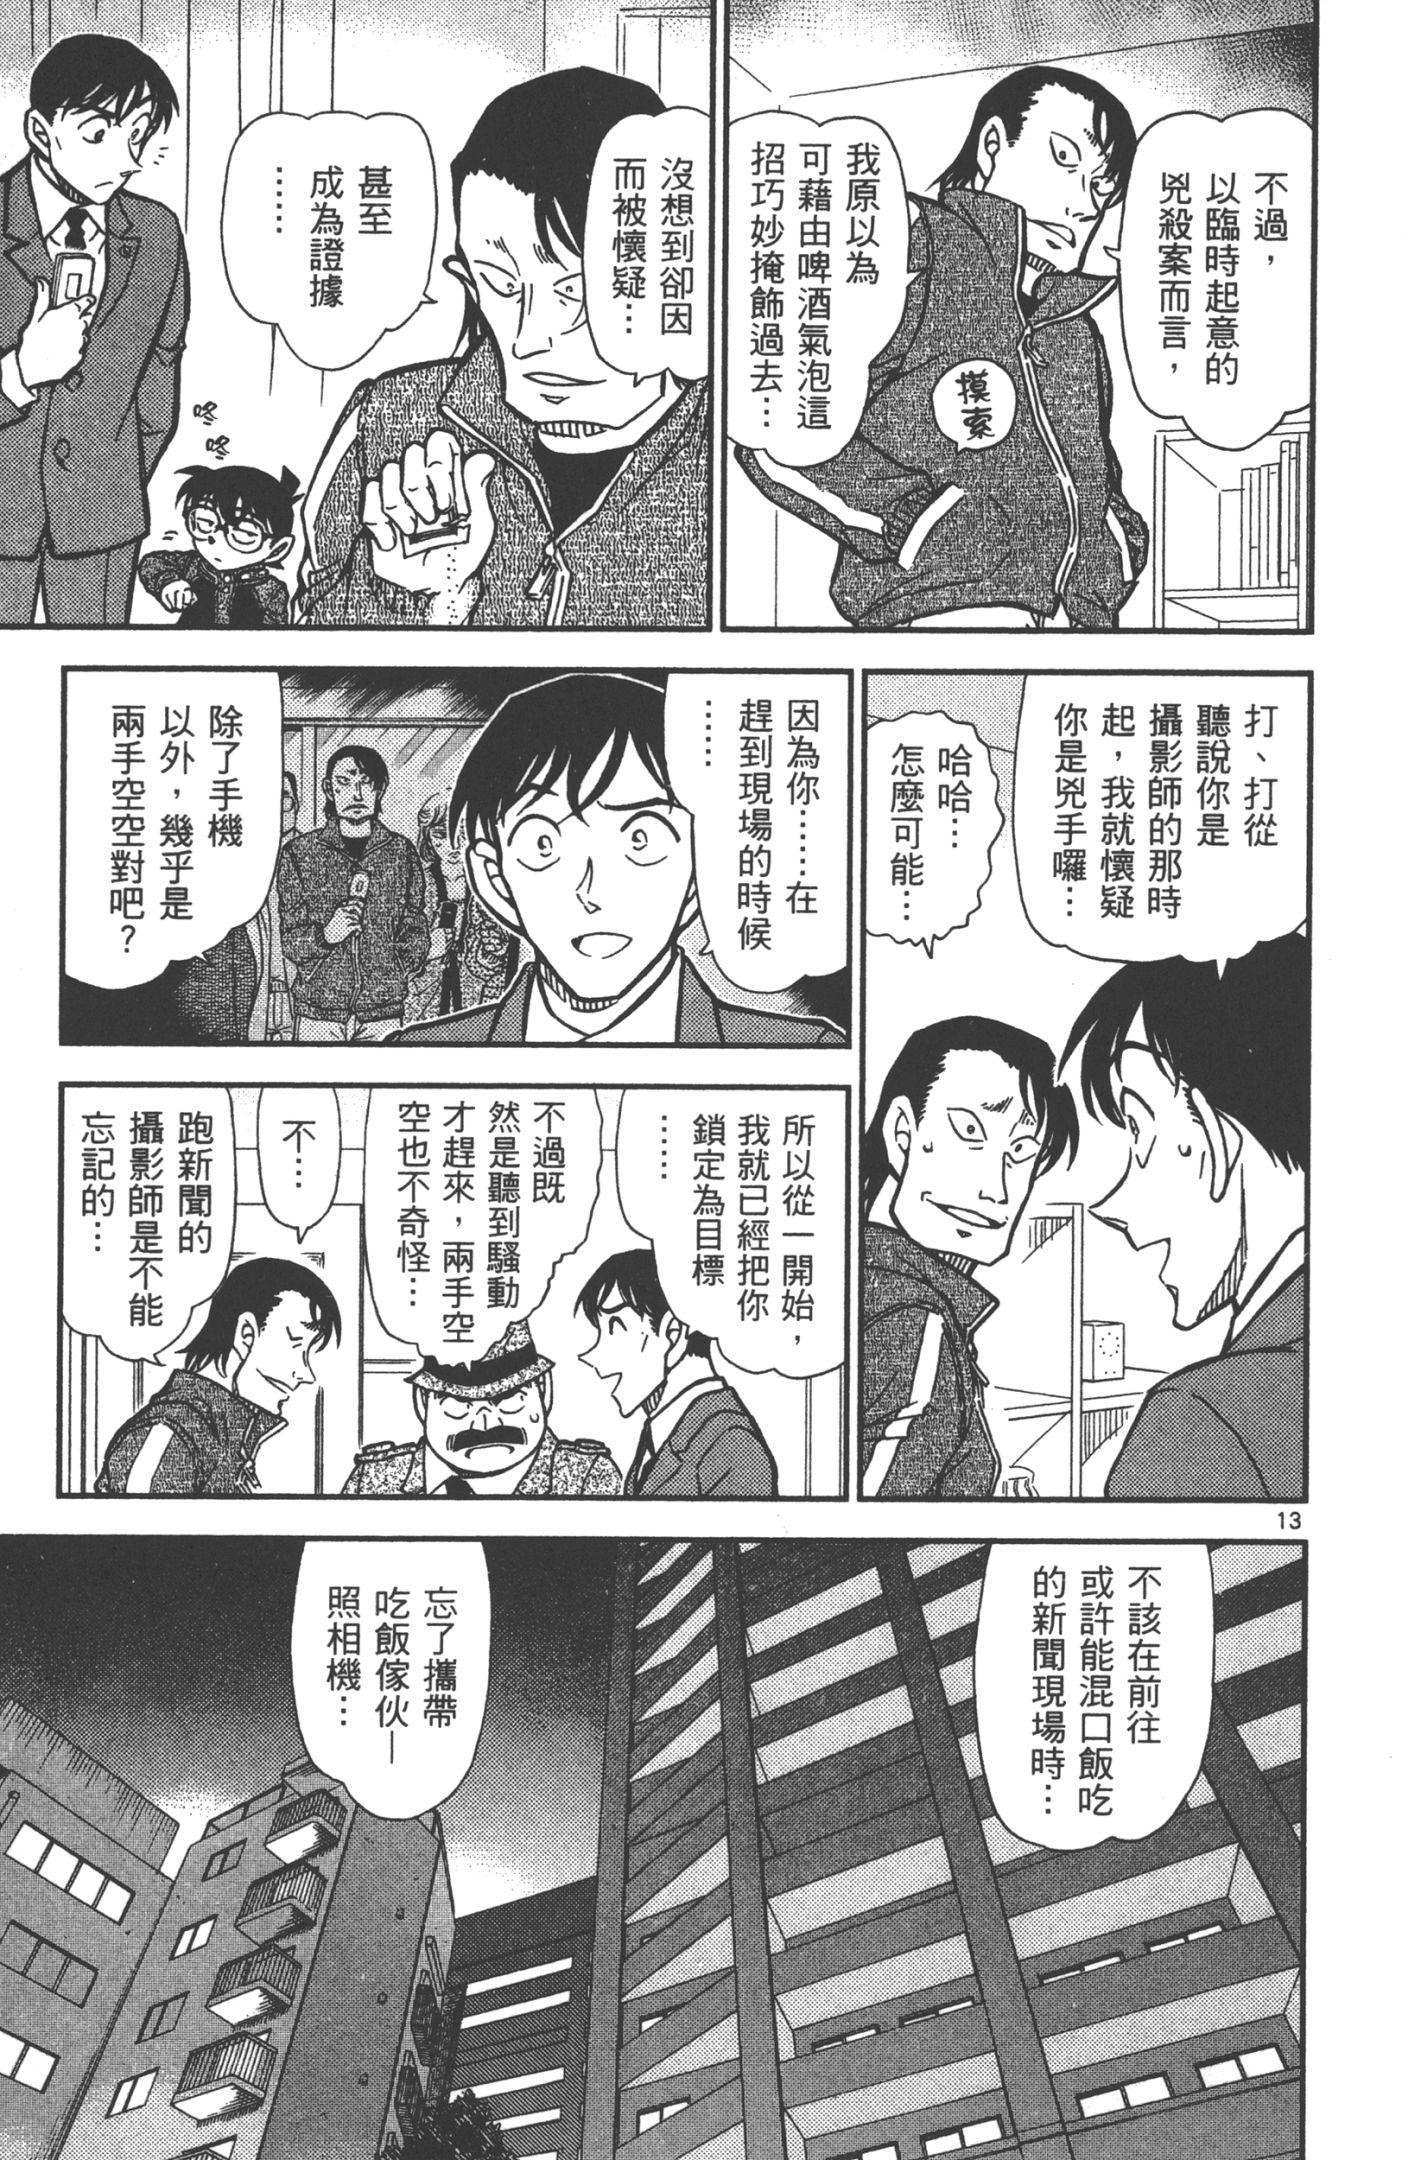 不過，
以臨時起意的
兇殺案而言，
我原以為
可藉由啤酒氣泡這
招巧妙掩飾過去…
摸索
沒想到卻因
而被懷疑…
甚至
成為證據
……
咚
咚
打、打從
聽說你是
攝影師的那時
起，我就懷疑
你是兇手囉…
哈哈…
怎麼可能…
因為你……在
趕到現場的時候
……
除了手機
以外，幾乎是
兩手空空對吧？
所以從一開始，
我就已經把你
鎖定為目標
……
不過既
然是聽到騷動
才趕來，兩手空
空也不奇怪…
不…
跑新聞的
攝影師是不能
忘記的…
13
不該在前往
或許能混口飯吃
的新聞現場時…
忘了攜帶
吃飯傢伙—
照相機…